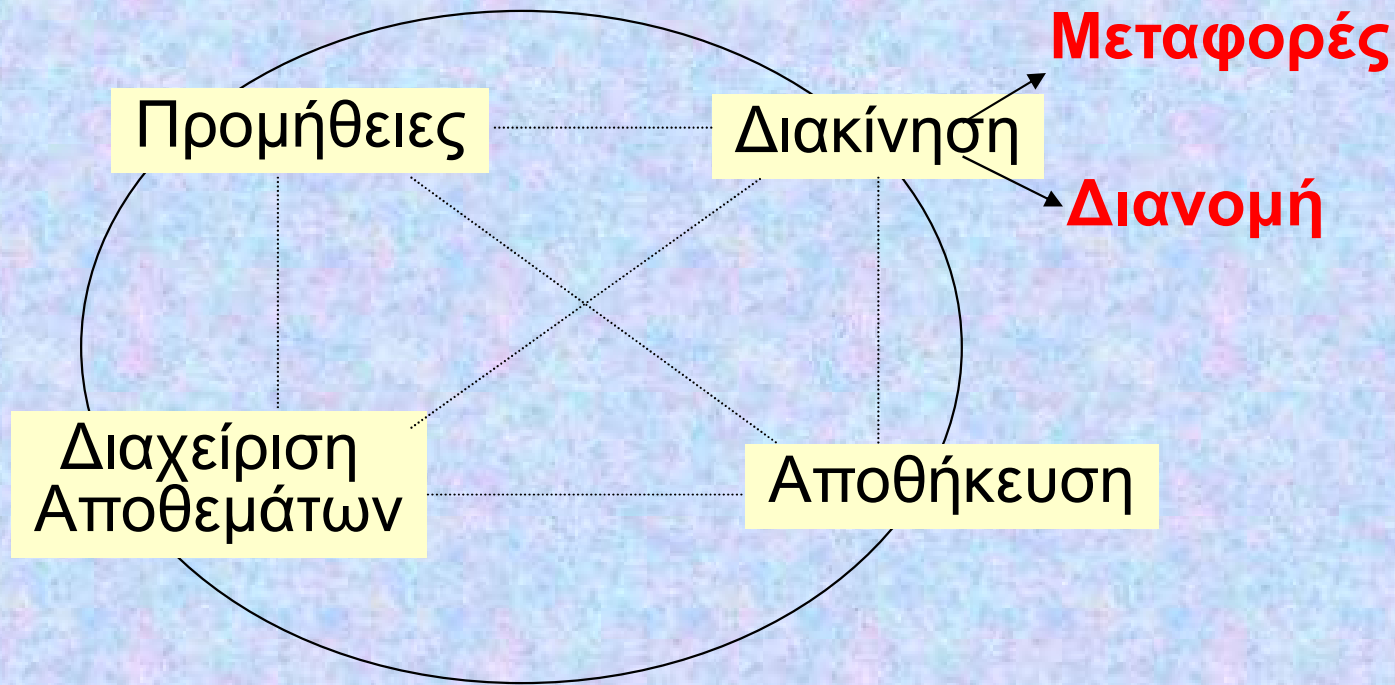 Μεταφορές
Προμήθειες
Διακίνηση
Διανομή
Διαχείριση
Αποθεμάτων
Αποθήκευση